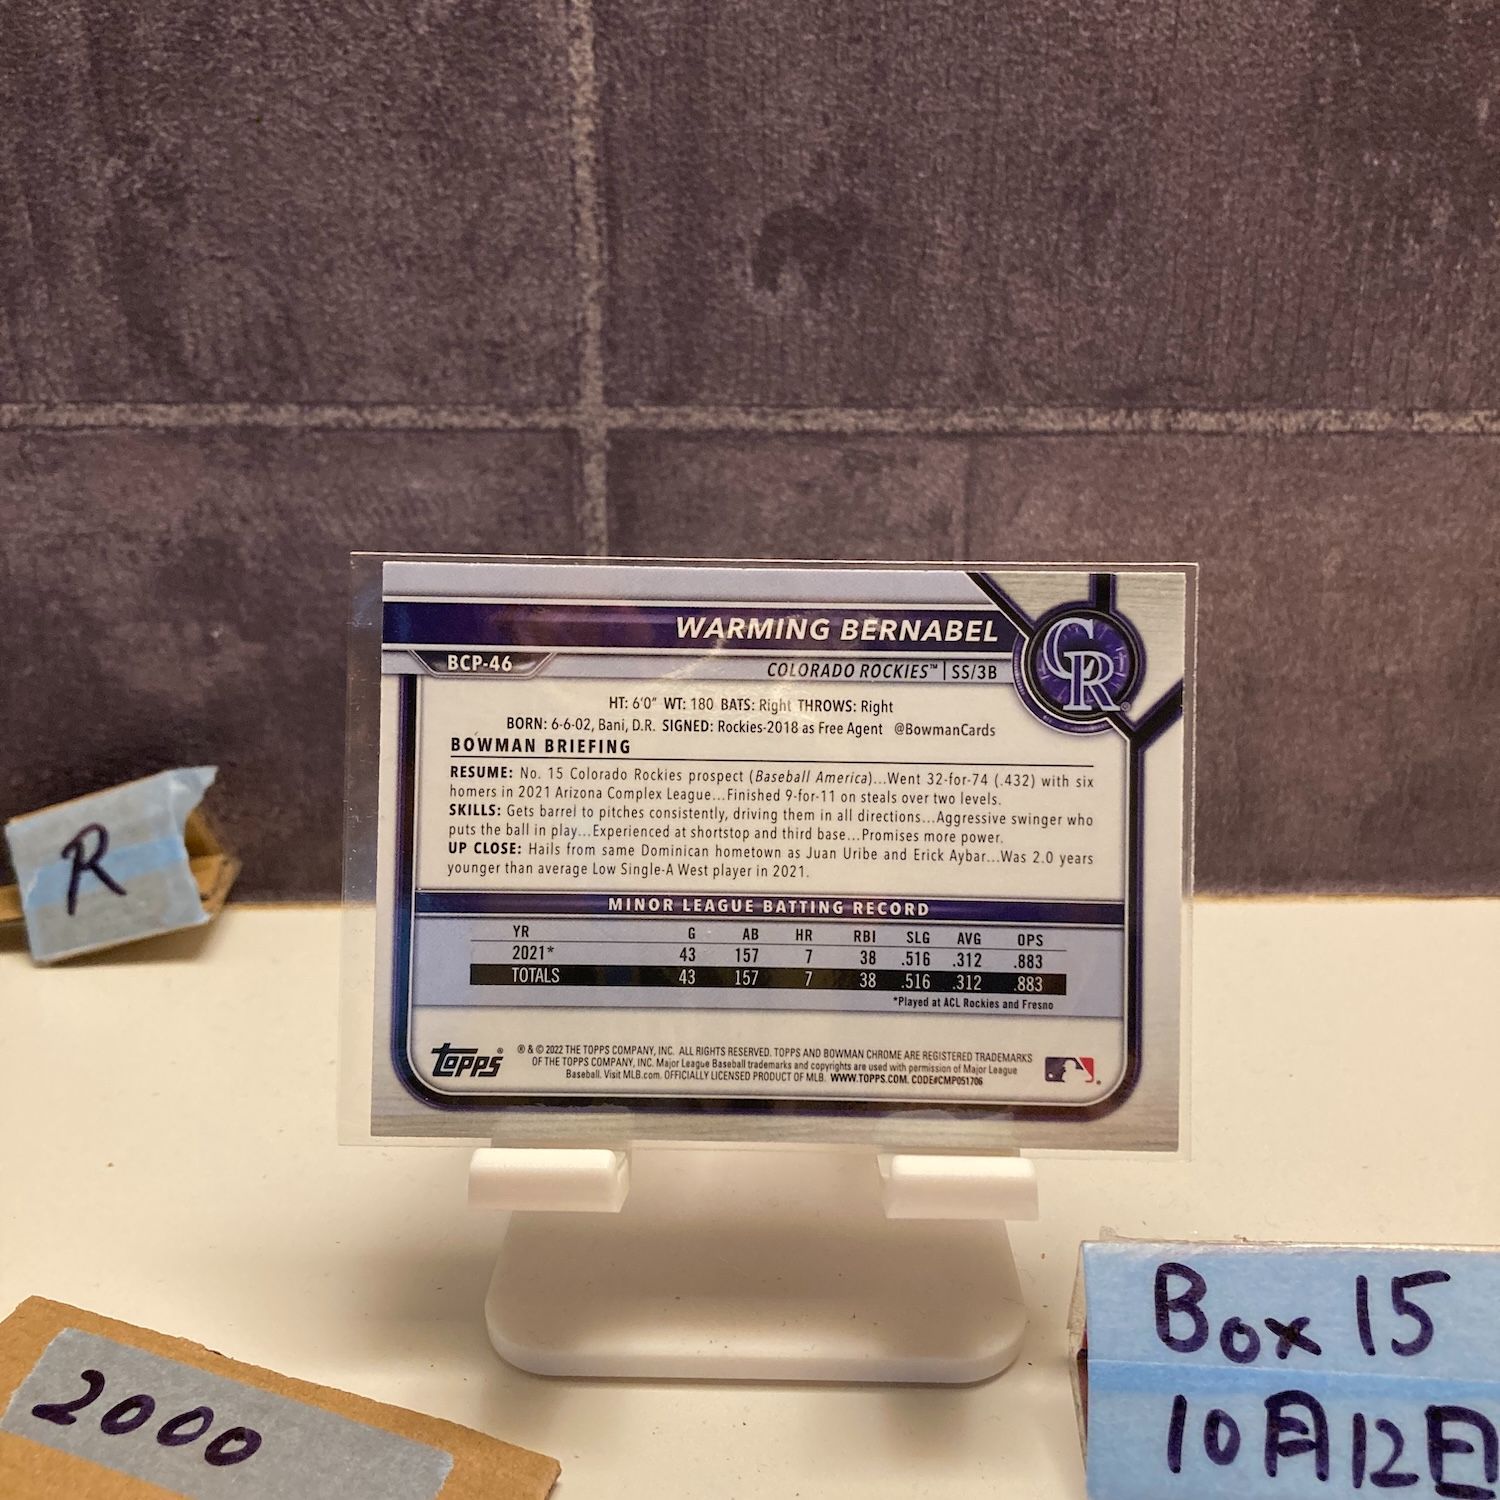 WARMING BERNABEL
BCP-46
COLORADO ROCKIES™ | SS/3B
CR®
HT: 6'0" WT: 180 BATS: Right THROWS: Right
BORN: 6-6-02, Bani, D.R. SIGNED: Rockies-2018 as Free Agent @BowmanCards
BOWMAN BRIEFING
RESUME: No. 15 Colorado Rockies prospect (Baseball America)...Went 32-for-74 (.432) with six
homers in 2021 Arizona Complex League...Finished 9-for-11 on steals over two levels.
SKILLS: Gets barrel to pitches consistently, driving them in all directions...Aggressive swinger who
puts the ball in play...Experienced at shortstop and third base...Promises more power.
UP CLOSE: Hails from same Dominican hometown as Juan Uribe and Erick Aybar...Was 2.0 years
younger than average Low Single-A West player in 2021.
MINOR LEAGUE BATTING RECORD
YR G AB HR RBI SLG AVG OPS
2021* 43 157 7 38 .516 .312 .883
TOTALS 43 157 7 38 .516 .312 .883
*Played at ACL Rockies and Fresno
topps®
® & © 2022 THE TOPPS COMPANY, INC. ALL RIGHTS RESERVED. TOPPS AND BOWMAN CHROME ARE REGISTERED TRADEMARKS
OF THE TOPPS COMPANY, INC. Major League Baseball trademarks and copyrights are used with permission of Major League
Baseball. Visit MLB.com. OFFICIALLY LICENSED PRODUCT OF MLB. WWW.TOPPS.COM. CODE#CMP051706
R
2000
Box 15
10月12日